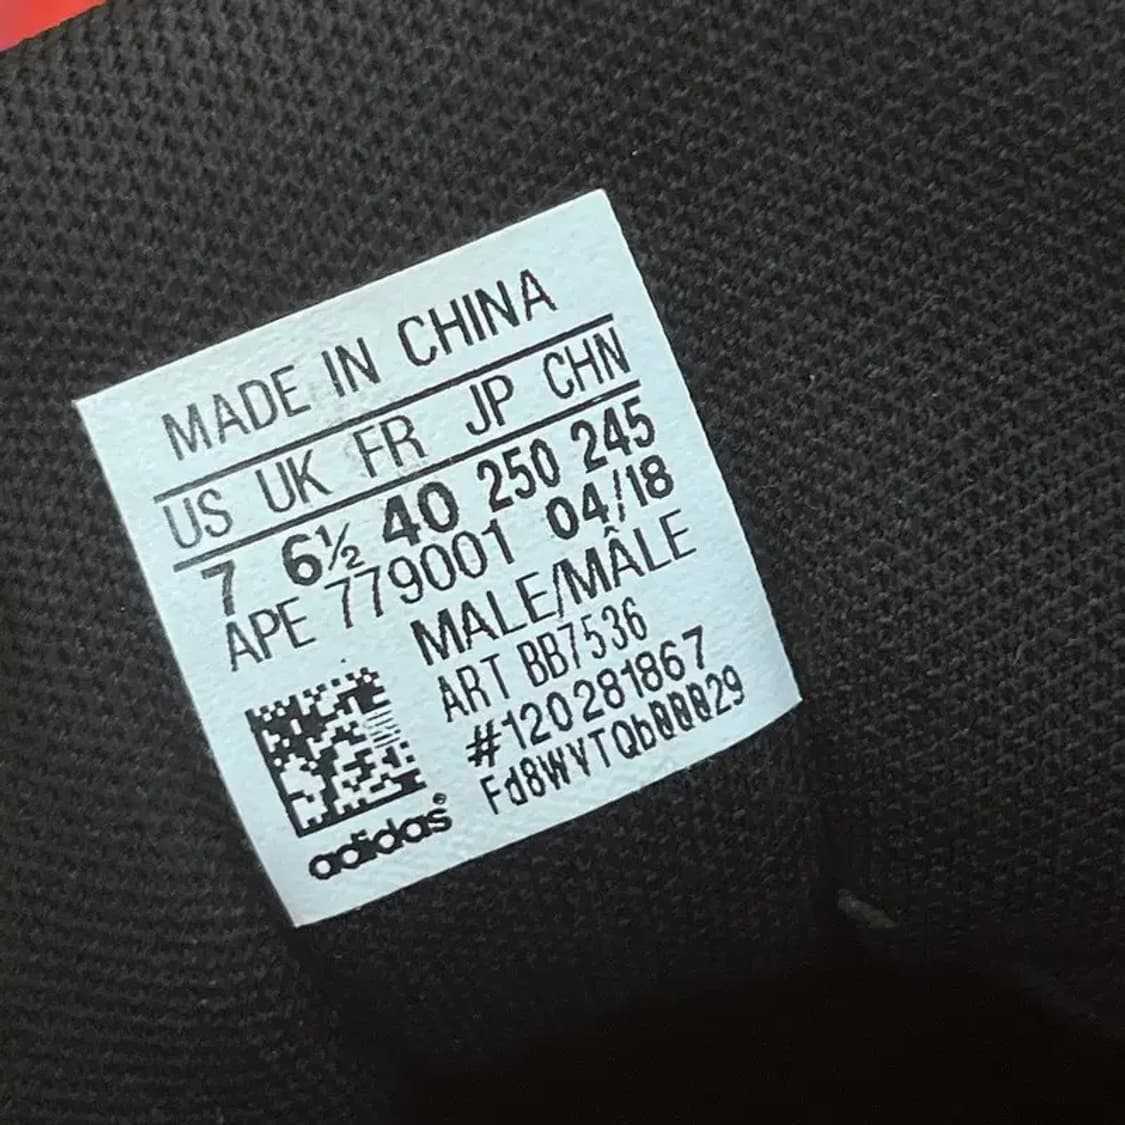 MADE IN CHINA
US UK FR JP CHN
7 6½ 40 250 245
APE 779001 04/18
MALE/MÂLE
ART BB7536
#120281867
Fd8WVTQb00029
adidas®